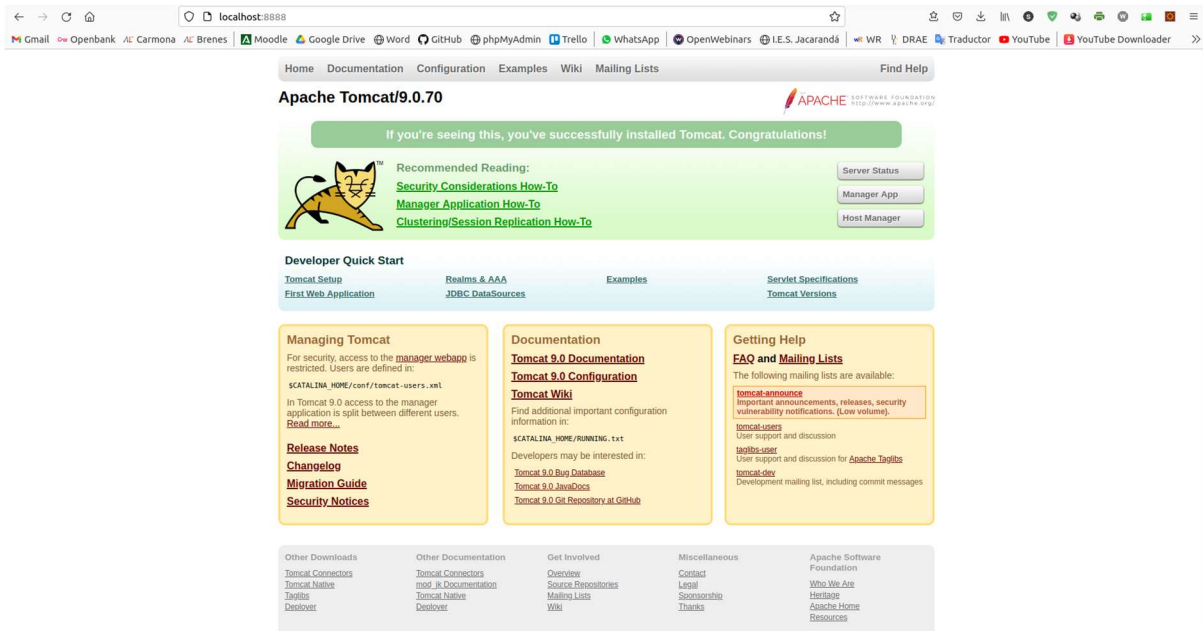 localhost:8888
Gmail Openbank Carmona Brenes Moodle Google Drive Word GitHub phpMyAdmin Trello WhatsApp OpenWebinars I.E.S. Jacarandá WR DRAE Traductor YouTube YouTube Downloader
Home Documentation Configuration Examples Wiki Mailing Lists Find Help
Apache Tomcat/9.0.70
APACHE SOFTWARE FOUNDATION
http://www.apache.org/
If you're seeing this, you've successfully installed Tomcat. Congratulations!
TM
Recommended Reading:
Security Considerations How-To
Manager Application How-To
Clustering/Session Replication How-To
Server Status
Manager App
Host Manager
Developer Quick Start
Tomcat Setup
First Web Application
Realms & AAA
JDBC DataSources
Examples
Servlet Specifications
Tomcat Versions
Managing Tomcat
For security, access to the manager webapp is
restricted. Users are defined in:
$CATALINA_HOME/conf/tomcat-users.xml
In Tomcat 9.0 access to the manager
application is split between different users.
Read more...
Release Notes
Changelog
Migration Guide
Security Notices
Documentation
Tomcat 9.0 Documentation
Tomcat 9.0 Configuration
Tomcat Wiki
Find additional important configuration
information in:
$CATALINA_HOME/RUNNING.txt
Developers may be interested in:
Tomcat 9.0 Bug Database
Tomcat 9.0 JavaDocs
Tomcat 9.0 Git Repository at GitHub
Getting Help
FAQ and Mailing Lists
The following mailing lists are available:
tomcat-announce
Important announcements, releases, security
vulnerability notifications. (Low volume).
tomcat-users
User support and discussion
taglibs-user
User support and discussion for Apache Taglibs
tomcat-dev
Development mailing list, including commit messages
Other Downloads
Tomcat Connectors
Tomcat Native
Taglibs
Deployer
Other Documentation
Tomcat Connectors
mod_jk Documentation
Tomcat Native
Deployer
Get Involved
Overview
Source Repositories
Mailing Lists
Wiki
Miscellaneous
Contact
Legal
Sponsorship
Thanks
Apache Software
Foundation
Who We Are
Heritage
Apache Home
Resources